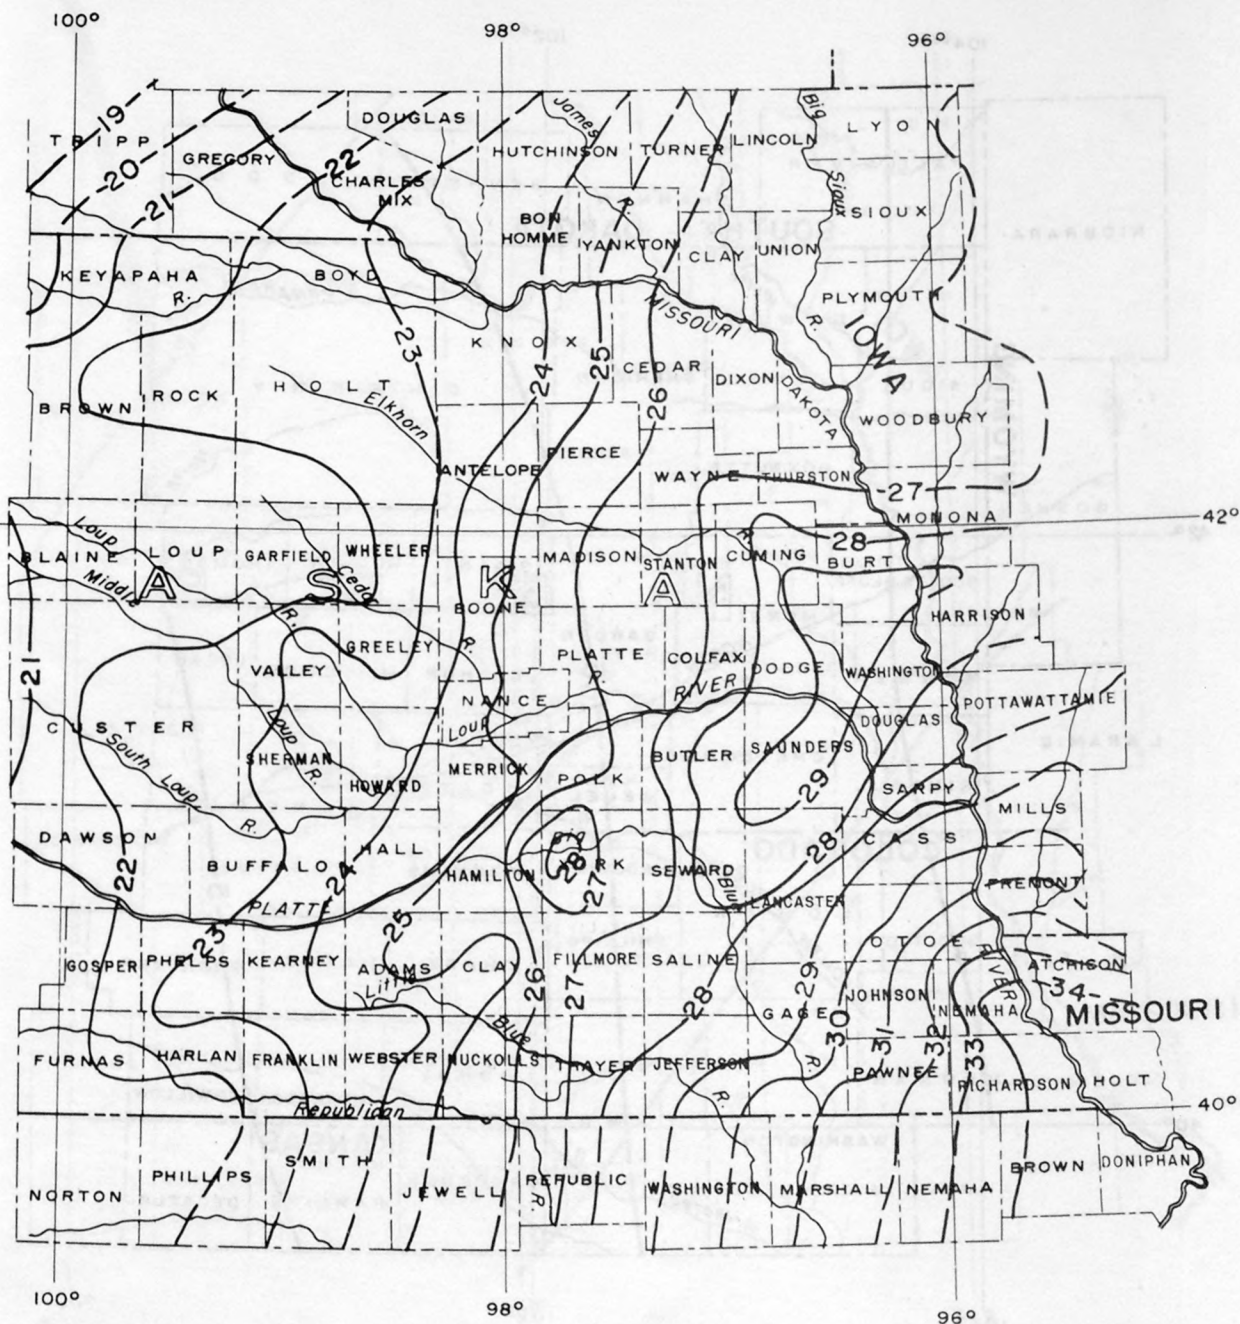 100°
98°
96°
19
TRIPP
20
21
GREGORY
22
DOUGLAS
CHARLES
MIX
James
R.
HUTCHINSON
TURNER
LINCOLN
Big
Sioux
R.
LYO
SIOUX
BON
HOMME
YANKTON
CLAY
UNION
PLYMOUTH
IOWA
KEYAPAHA
R.
BOYD
MISSOURI
KNOX
23
24
25
26
CEDAR
DIXON
DAKOTA
WOODBURY
BROWN
ROCK
HOLT
Elkhorn
ANTELOPE
PIERCE
WAYNE
THURSTON
27
MONONA
42°
28
BURT
Loup
BLAINE
LOUP
GARFIELD
WHEELER
Middle
Cedar
R.
R.
A S K A
BOONE
MADISON
STANTON
CUMING
R.
HARRISON
21
VALLEY
GREELEY
PLATTE
R.
COLFAX
DODGE
WASHINGTON
RIVER
NANCE
Loup
POTTAWATTAMIE
CUSTER
South Loup
R.
Loup
R.
SHERMAN
HOWARD
MERRICK
POLK
BUTLER
SAUNDERS
DOUGLAS
29
SARPY
MILLS
DAWSON
BUFFALO
HALL
HAMILTON
Big
28
RK
27
SEWARD
Blue
28
CASS
LANCASTER
FREMONT
22
24
PLATTE
23
25
GOSPER
PHELPS
KEARNEY
ADAMS
CLAY
Little
Blue
26
27
FILLMORE
SALINE
28
29
OTOE
RIVER
ATCHISON
34
MISSOURI
JOHNSON
NEMAHA
GAGE
R.
30
31
32
33
FURNAS
HARLAN
FRANKLIN
WEBSTER
NUCKOLLS
THAYER
JEFFERSON
PAWNEE
RICHARDSON
HOLT
Republican
R.
40°
R.
NORTON
PHILLIPS
SMITH
JEWELL
REPUBLIC
WASHINGTON
MARSHALL
NEMAHA
BROWN
DONIPHAN
100°
98°
96°